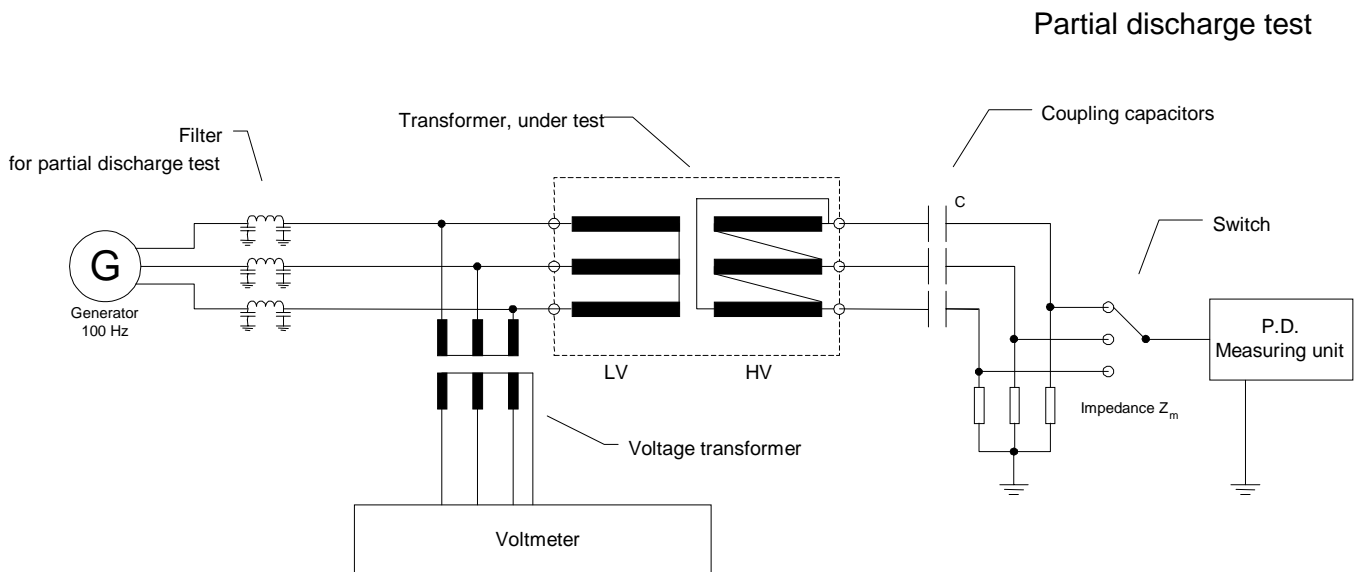 Partial discharge test
Filter
for partial discharge test
Transformer, under test
Coupling capacitors
C
Switch
G
Generator
100 Hz
P.D.
Measuring unit
LV
HV
Impedance Zm
Voltage transformer
Voltmeter